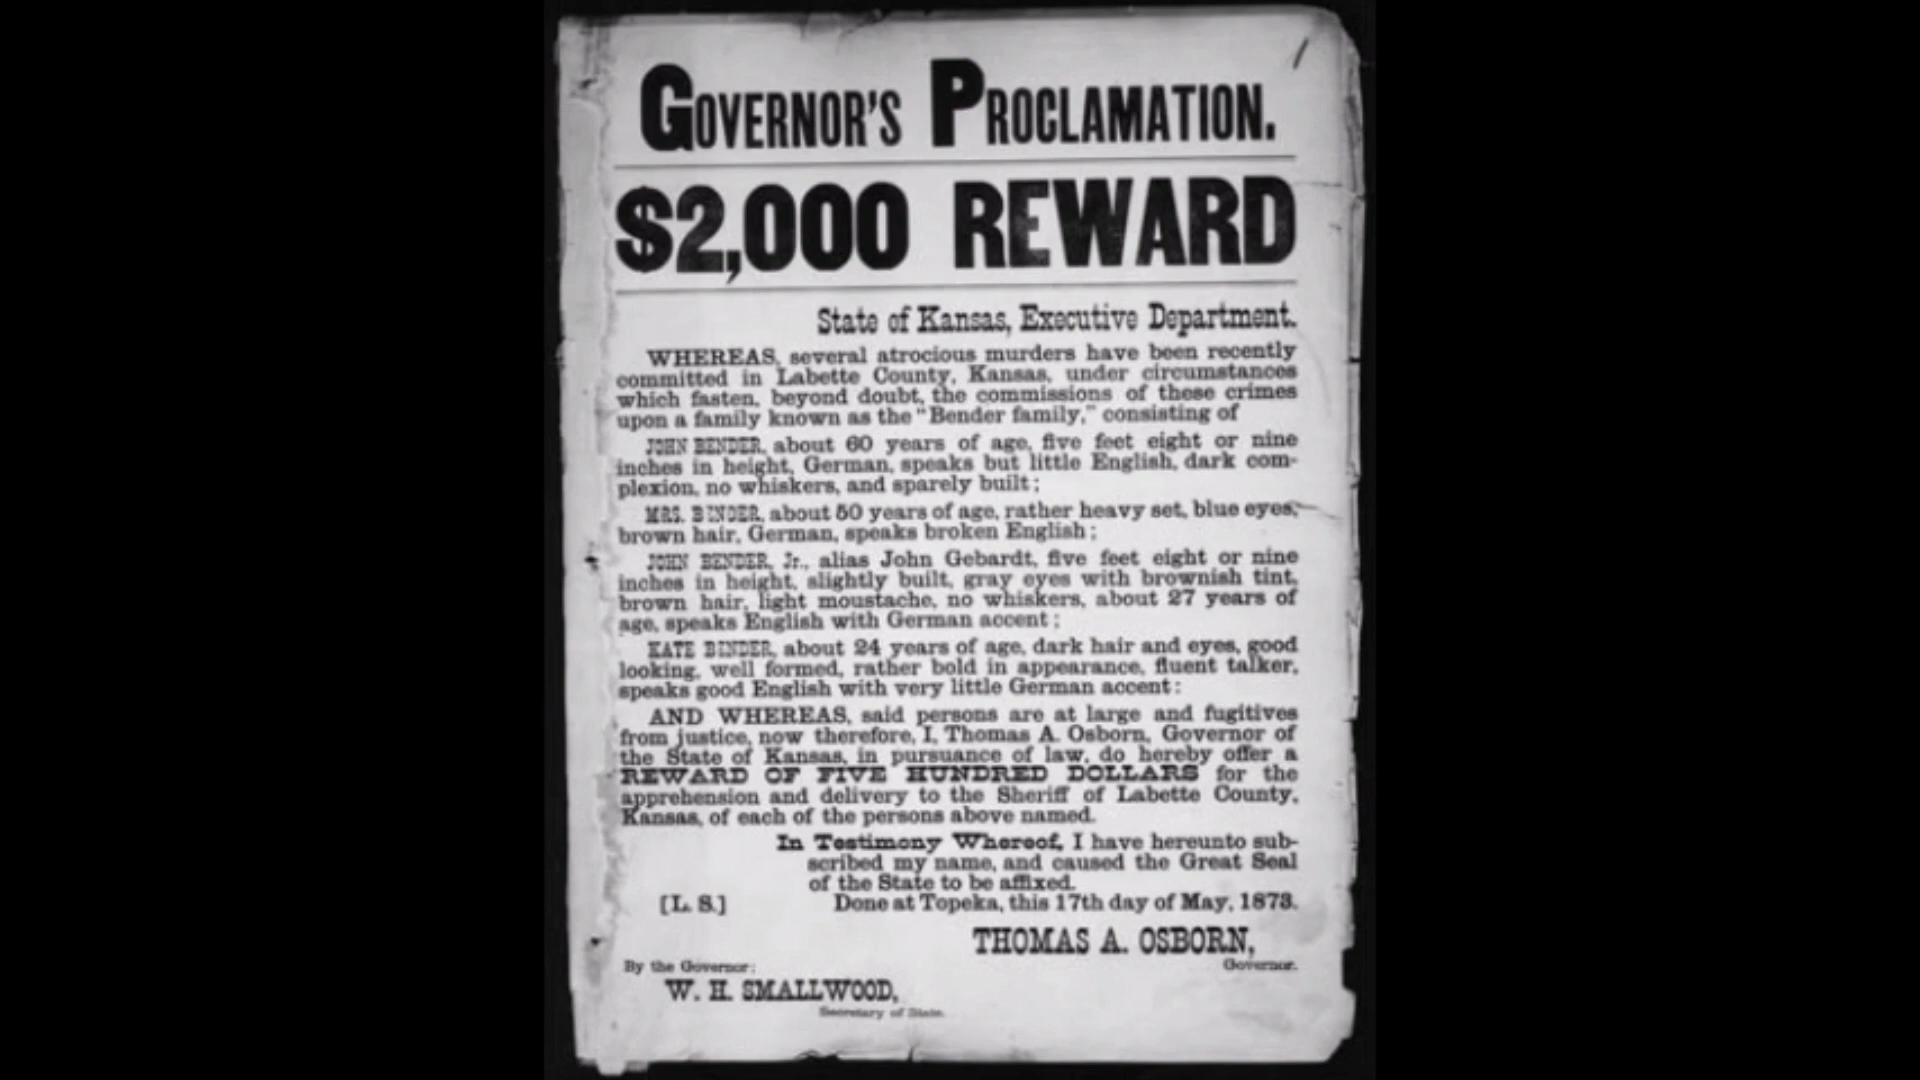 GOVERNOR'S PROCLAMATION.
$2,000 REWARD
State of Kansas, Executive Department.
WHEREAS, several atrocious murders have been recently
committed in Labette County, Kansas, under circumstances
which fasten, beyond doubt, the commissions of these crimes
upon a family known as the "Bender family," consisting of
JOHN BENDER, about 60 years of age, five feet eight or nine
inches in height, German, speaks but little English, dark com-
plexion, no whiskers, and sparely built;
MRS. BENDER, about 50 years of age, rather heavy set, blue eyes,
brown hair, German, speaks broken English;
JOHN BENDER, Jr., alias John Gebardt, five feet eight or nine
inches in height, slightly built, gray eyes with brownish tint,
brown hair, light moustache, no whiskers, about 27 years of
age, speaks English with German accent;
KATE BENDER, about 24 years of age, dark hair and eyes, good
looking, well formed, rather bold in appearance, fluent talker,
speaks good English with very little German accent:
AND WHEREAS, said persons are at large and fugitives
from justice, now therefore, I, Thomas A. Osborn, Governor of
the State of Kansas, in pursuance of law, do hereby offer a
REWARD OF FIVE HUNDRED DOLLARS for the
apprehension and delivery to the Sheriff of Labette County,
Kansas, of each of the persons above named.
In Testimony Whereof, I have hereunto sub-
scribed my name, and caused the Great Seal
of the State to be affixed.
[L. S.] Done at Topeka, this 17th day of May, 1873.
THOMAS A. OSBORN,
Governor.
By the Governor:
W. H. SMALLWOOD,
Secretary of State.